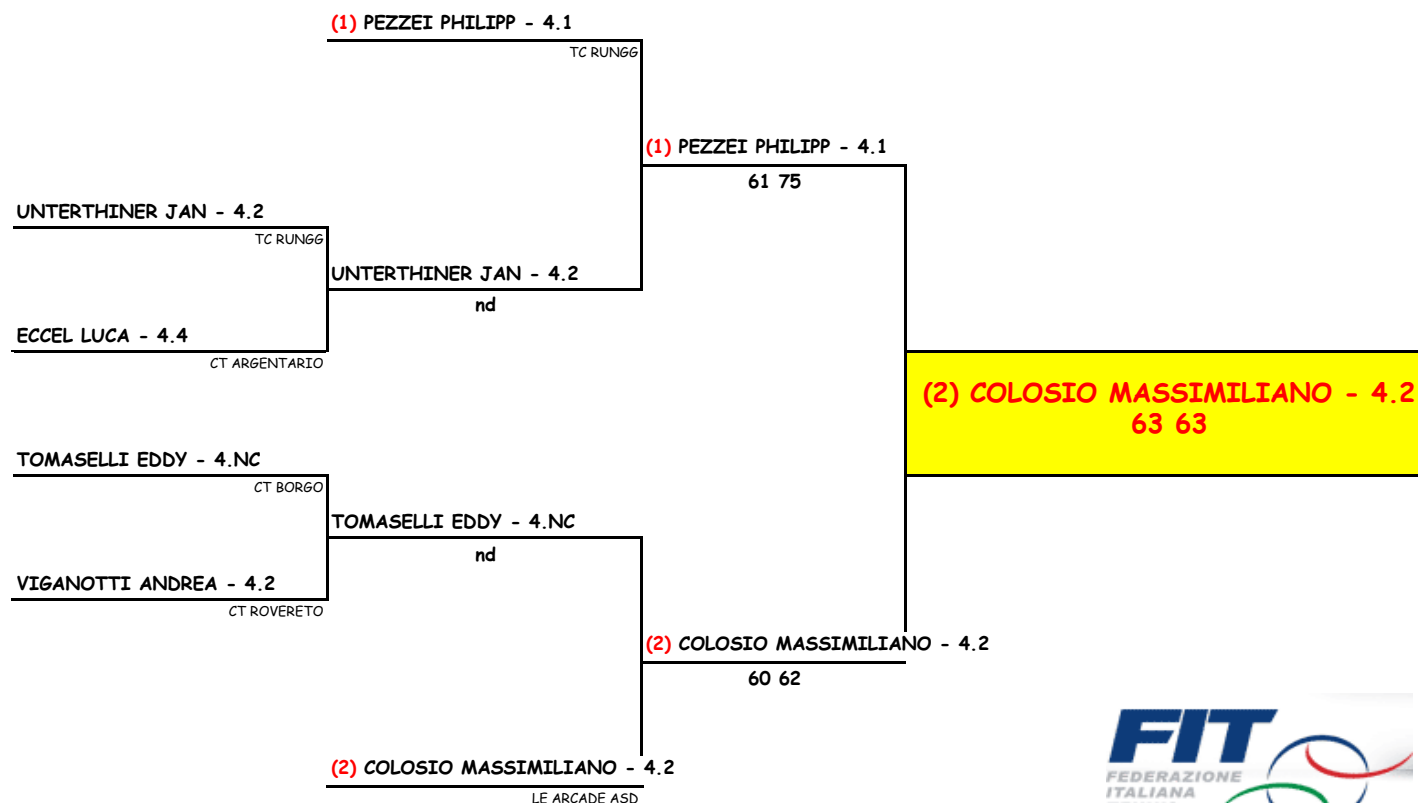 (1) PEZZEI PHILIPP - 4.1
TC RUNGG
(1) PEZZEI PHILIPP - 4.1
61 75
UNTERTHINER JAN - 4.2
TC RUNGG
UNTERTHINER JAN - 4.2
nd
ECCEL LUCA - 4.4
CT ARGENTARIO
(2) COLOSIO MASSIMILIANO - 4.2
63 63
TOMASELLI EDDY - 4.NC
CT BORGO
TOMASELLI EDDY - 4.NC
nd
VIGANOTTI ANDREA - 4.2
CT ROVERETO
(2) COLOSIO MASSIMILIANO - 4.2
60 62
(2) COLOSIO MASSIMILIANO - 4.2
LE ARCADE ASD
FIT
FEDERAZIONE
ITALIANA